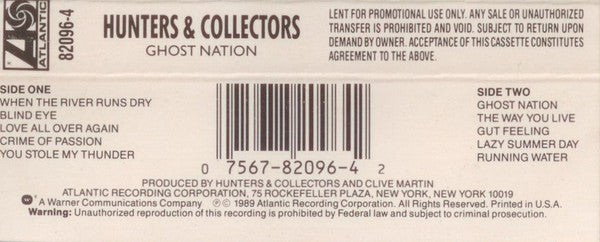 ATLANTIC
82096-4
HUNTERS & COLLECTORS
GHOST NATION
LENT FOR PROMOTIONAL USE ONLY. ANY SALE OR UNAUTHORIZED
TRANSFER IS PROHIBITED AND VOID. SUBJECT TO RETURN UPON
DEMAND BY OWNER. ACCEPTANCE OF THIS CASSETTE CONSTITUTES
AGREEMENT TO THE ABOVE.
SIDE ONE
WHEN THE RIVER RUNS DRY
BLIND EYE
LOVE ALL OVER AGAIN
CRIME OF PASSION
YOU STOLE MY THUNDER
SIDE TWO
GHOST NATION
THE WAY YOU LIVE
GUT FEELING
LAZY SUMMER DAY
RUNNING WATER
0 7567-82096-4 2
PRODUCED BY HUNTERS & COLLECTORS AND CLIVE MARTIN
ATLANTIC RECORDING CORPORATION, 75 ROCKEFELLER PLAZA, NEW YORK, NEW YORK 10019
A Warner Communications Company ℗© 1989 Atlantic Recording Corporation. All Rights Reserved. Printed in U.S.A.
Warning: Unauthorized reproduction of this recording is prohibited by Federal law and subject to criminal prosecution.